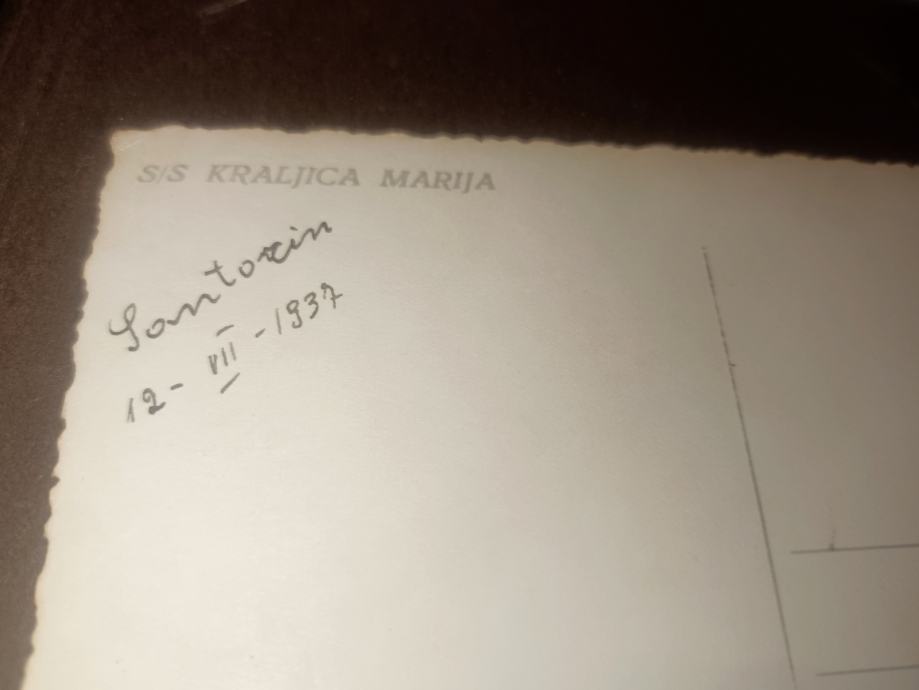 S/S KRALJICA MARIJA
Santorin
12 - VII - 1937